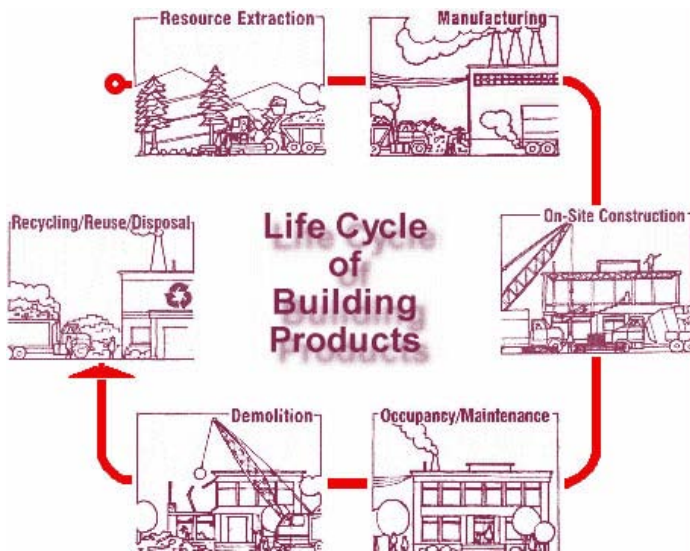 Resource Extraction
Manufacturing
Recycling/Reuse/Disposal
Life Cycle
of
Building
Products
On-Site Construction
Demolition
Occupancy/Maintenance